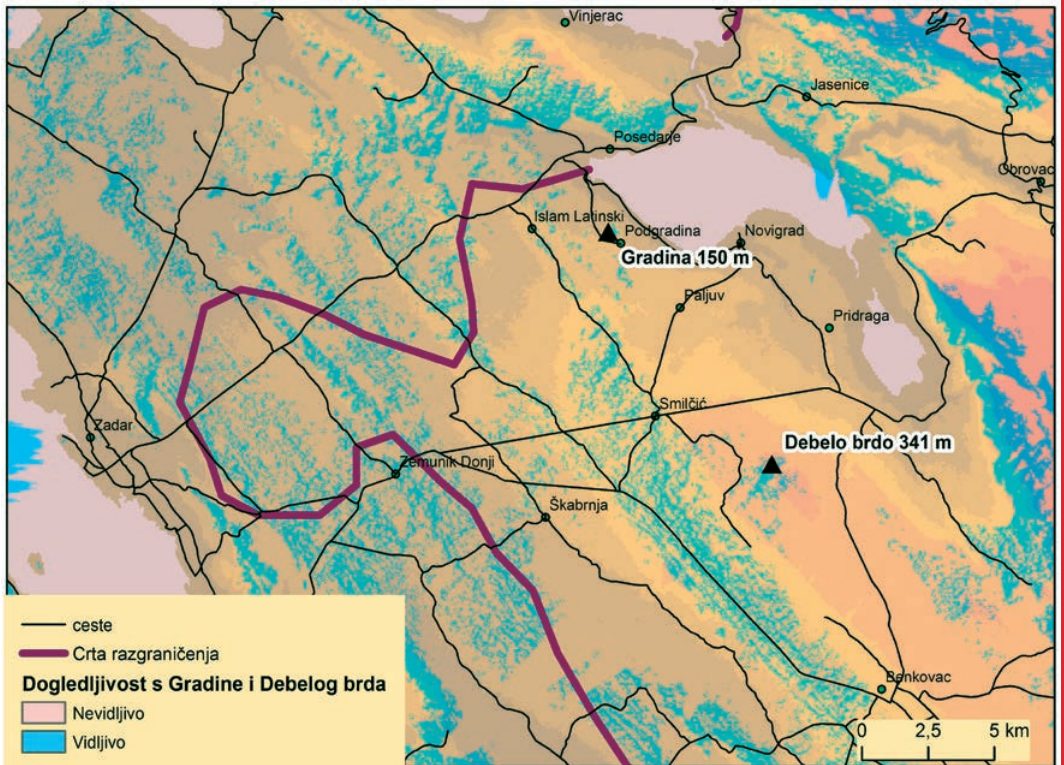 Vinjerac
Jasenice
Posedarje
Obrovac
Islam Latinski
Podgradina
Novigrad
Gradina 150 m
Paljuv
Pridraga
Smilčić
Zadar
Debelo brdo 341 m
Zemunik Donji
Škabrnja
Benkovac
ceste
Crta razgraničenja
Dogledljivost s Gradine i Debelog brda
Nevidljivo
Vidljivo
0 2,5 5 km